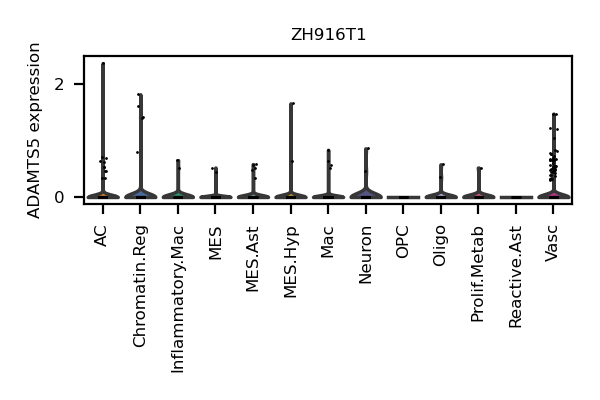 ZH916T1
ADAMTS5 expression
2
0
AC
Chromatin.Reg
Inflammatory.Mac
MES
MES.Ast
MES.Hyp
Mac
Neuron
OPC
Oligo
Prolif.Metab
Reactive.Ast
Vasc